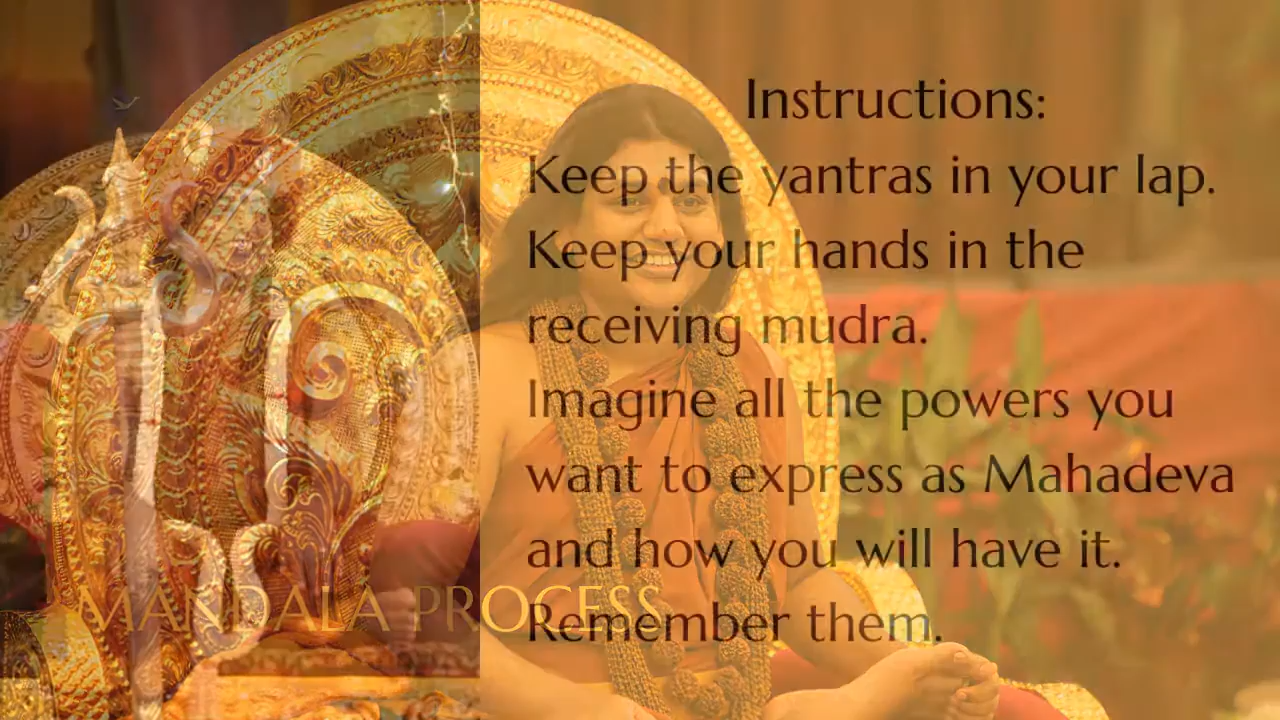 Instructions:
Keep the yantras in your lap.
Keep your hands in the
receiving mudra.
Imagine all the powers you
want to express as Mahadeva
and how you will have it.
Remember them.
MANDALA PROCESS